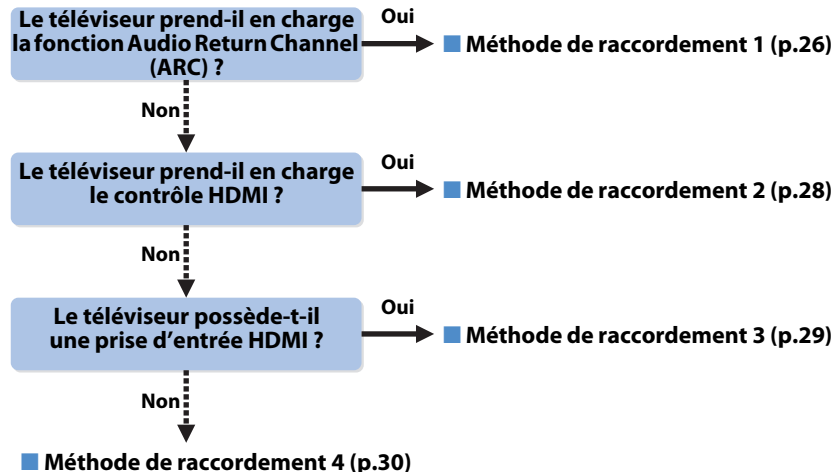 Le téléviseur prend-il en charge
la fonction Audio Return Channel
(ARC) ?
Oui
■ Méthode de raccordement 1 (p.26)
Non
Le téléviseur prend-il en charge
le contrôle HDMI ?
Oui
■ Méthode de raccordement 2 (p.28)
Non
Le téléviseur possède-t-il
une prise d’entrée HDMI ?
Oui
■ Méthode de raccordement 3 (p.29)
Non
■ Méthode de raccordement 4 (p.30)